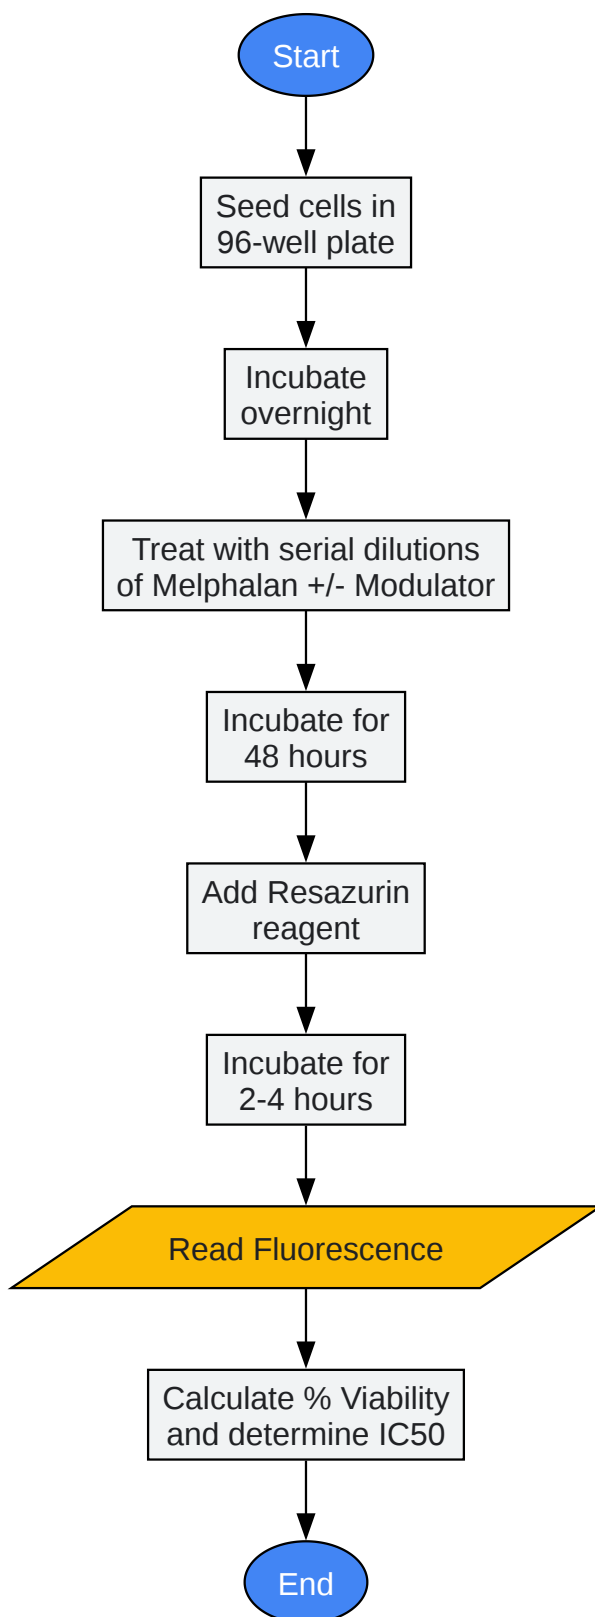 Start
Seed cells in
96-well plate
Incubate
overnight
Treat with serial dilutions
of Melphalan +/- Modulator
Incubate for
48 hours
Add Resazurin
reagent
Incubate for
2-4 hours
Read Fluorescence
Calculate % Viability
and determine IC50
End